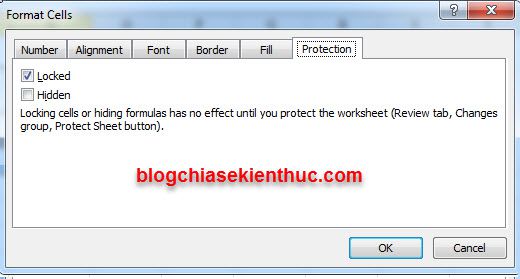 Format Cells
Number Alignment Font Border Fill Protection
Locked
Hidden
Locking cells or hiding formulas has no effect until you protect the worksheet (Review tab, Changes
group, Protect Sheet button).
blogchiasekienthuc.com
OK Cancel